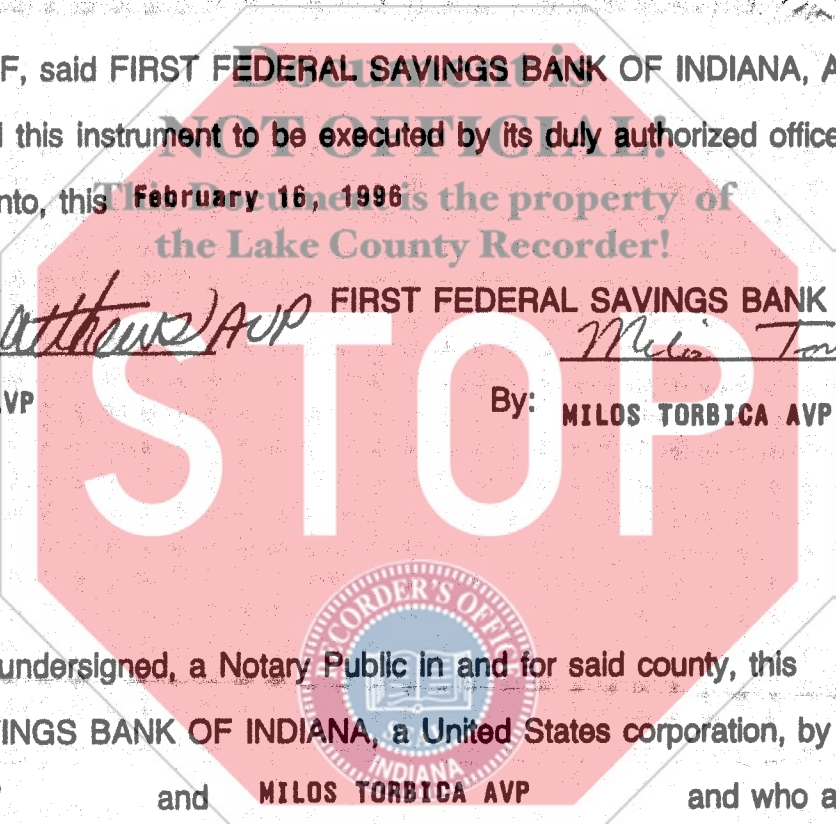 F, said FIRST FEDERAL SAVINGS BANK OF INDIANA, A
Document is
this instrument to be executed by its duly authorized office
NOT OFFICIAL!
nto, this February 16, 1996
This Document is the property of
the Lake County Recorder!
atthews AVP FIRST FEDERAL SAVINGS BANK
Milos
VP By: MILOS TORBICA AVP
STOP
RECORDER'S OFFICE
undersigned, a Notary Public in and for said county, this
INGS BANK OF INDIANA, a United States corporation, by
SEAL
INDIANA
and MILOS TORBICA AVP and who a